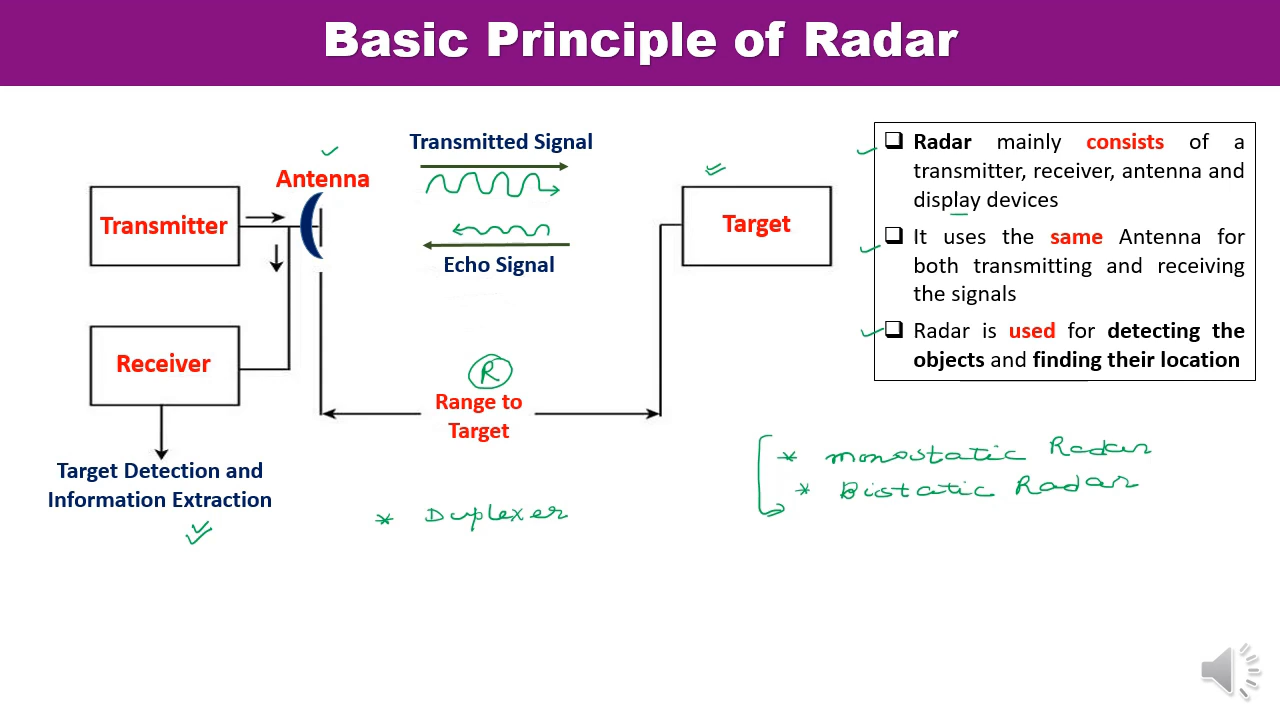 Basic Principle of Radar
Transmitted Signal
Antenna
Transmitter
Target
Echo Signal
Receiver
R
Range to
Target
Target Detection and
Information Extraction
* Duplexer
Radar mainly consists of a
transmitter, receiver, antenna and
display devices
It uses the same Antenna for
both transmitting and receiving
the signals
Radar is used for detecting the
objects and finding their location
* monostatic Radar
* Bistatic Radar